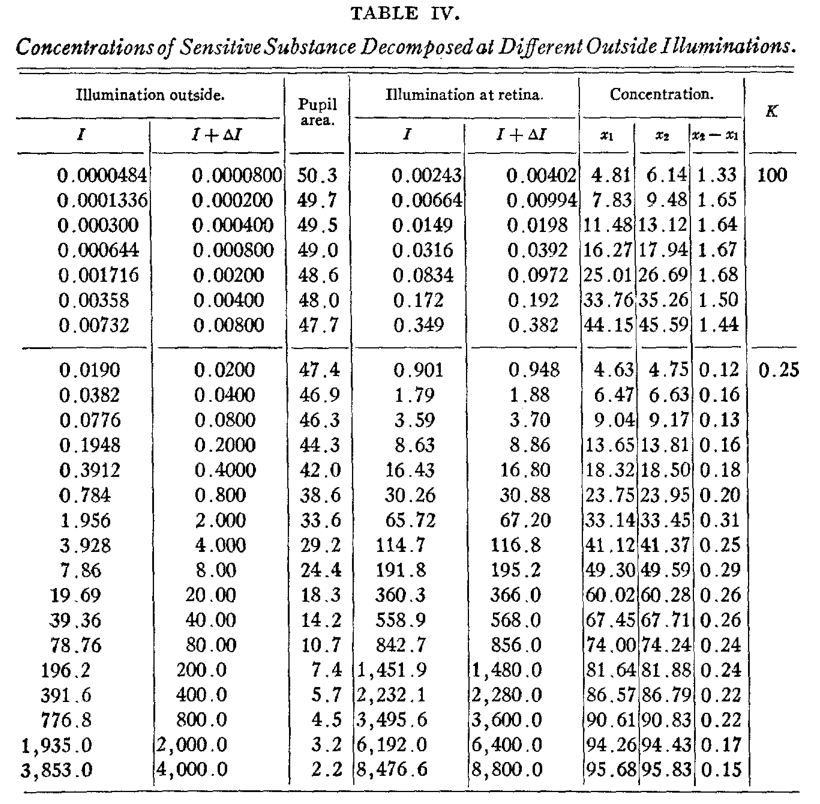 TABLE IV.
Concentrations of Sensitive Substance Decomposed at Different Outside Illuminations.
Illumination outside. Pupil area. Illumination at retina. Concentration. K
I I + ΔI I I + ΔI x₁ x₂ x₂ − x₁
0.0000484 0.0000800 50.3 0.00243 0.00402 4.81 6.14 1.33 100
0.0001336 0.000200 49.7 0.00664 0.00994 7.83 9.48 1.65
0.000300 0.000400 49.5 0.0149 0.0198 11.48 13.12 1.64
0.000644 0.000800 49.0 0.0316 0.0392 16.27 17.94 1.67
0.001716 0.00200 48.6 0.0834 0.0972 25.01 26.69 1.68
0.00358 0.00400 48.0 0.172 0.192 33.76 35.26 1.50
0.00732 0.00800 47.7 0.349 0.382 44.15 45.59 1.44
0.0190 0.0200 47.4 0.901 0.948 4.63 4.75 0.12 0.25
0.0382 0.0400 46.9 1.79 1.88 6.47 6.63 0.16
0.0776 0.0800 46.3 3.59 3.70 9.04 9.17 0.13
0.1948 0.2000 44.3 8.63 8.86 13.65 13.81 0.16
0.3912 0.4000 42.0 16.43 16.80 18.32 18.50 0.18
0.784 0.800 38.6 30.26 30.88 23.75 23.95 0.20
1.956 2.000 33.6 65.72 67.20 33.14 33.45 0.31
3.928 4.000 29.2 114.7 116.8 41.12 41.37 0.25
7.86 8.00 24.4 191.8 195.2 49.30 49.59 0.29
19.69 20.00 18.3 360.3 366.0 60.02 60.28 0.26
39.36 40.00 14.2 558.9 568.0 67.45 67.71 0.26
78.76 80.00 10.7 842.7 856.0 74.00 74.24 0.24
196.2 200.0 7.4 1,451.9 1,480.0 81.64 81.88 0.24
391.6 400.0 5.7 2,232.1 2,280.0 86.57 86.79 0.22
776.8 800.0 4.5 3,495.6 3,600.0 90.61 90.83 0.22
1,935.0 2,000.0 3.2 6,192.0 6,400.0 94.26 94.43 0.17
3,853.0 4,000.0 2.2 8,476.6 8,800.0 95.68 95.83 0.15